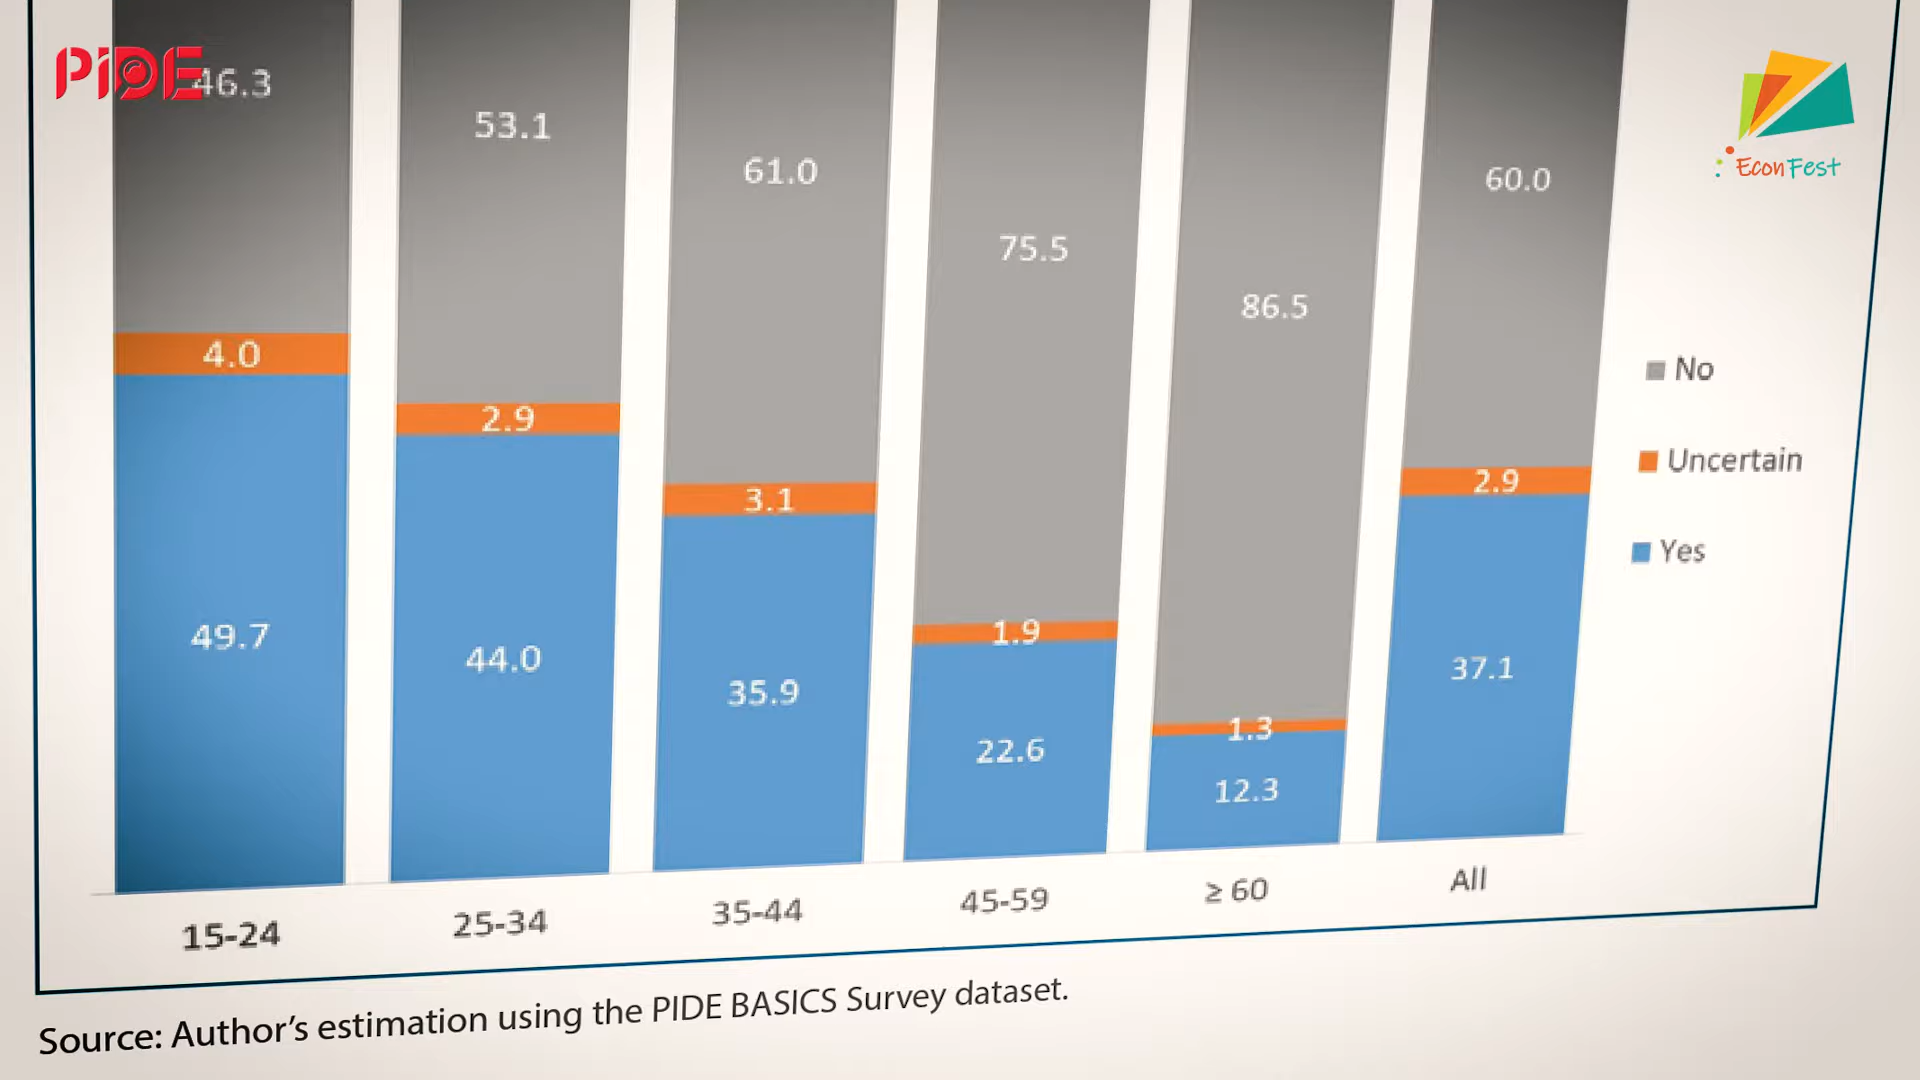 PIDE
46.3 53.1 61.0 75.5 86.5 60.0
EconFest
4.0 2.9 3.1 1.9 1.3 2.9
49.7 44.0 35.9 22.6 12.3 37.1
No
Uncertain
Yes
15-24 25-34 35-44 45-59 ≥ 60 All
Source: Author’s estimation using the PIDE BASICS Survey dataset.